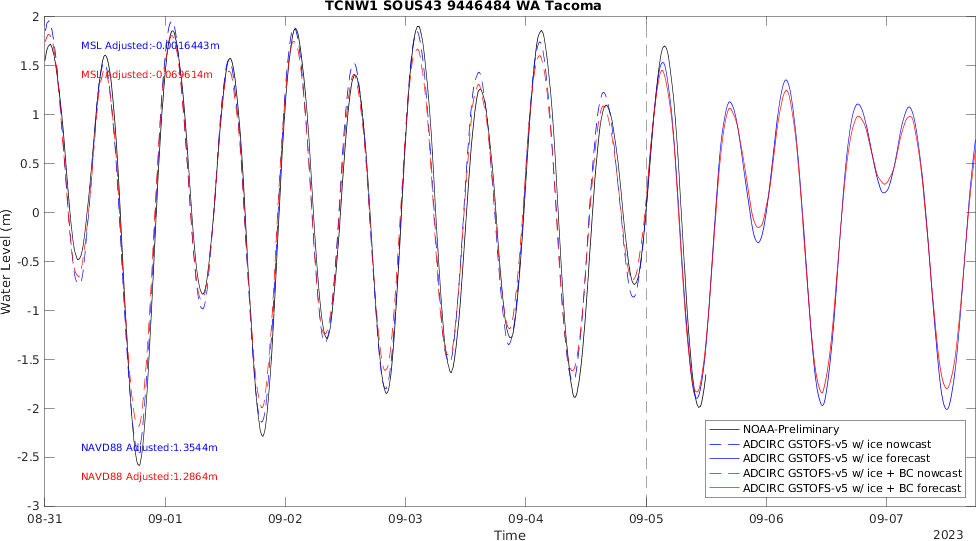 TCNW1 SOUS43 9446484 WA Tacoma
2
1.5
1
0.5
0
-0.5
-1
-1.5
-2
-2.5
-3
Water Level (m)
MSL Adjusted:-0.0016443m
MSL Adjusted:-0.069614m
NAVD88 Adjusted:1.3544m
NAVD88 Adjusted:1.2864m
NOAA-Preliminary
ADCIRC GSTOFS-v5 w/ ice nowcast
ADCIRC GSTOFS-v5 w/ ice forecast
ADCIRC GSTOFS-v5 w/ ice + BC nowcast
ADCIRC GSTOFS-v5 w/ ice + BC forecast
08-31 09-01 09-02 09-03 09-04 09-05 09-06 09-07
Time
2023